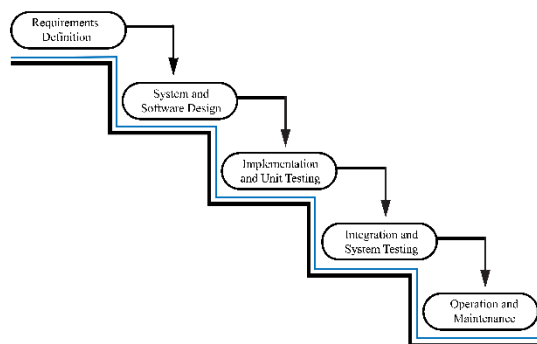 Requirements
Definition
System and
Software Design
Implementation
and Unit Testing
Integration and
System Testing
Operation and
Maintenance